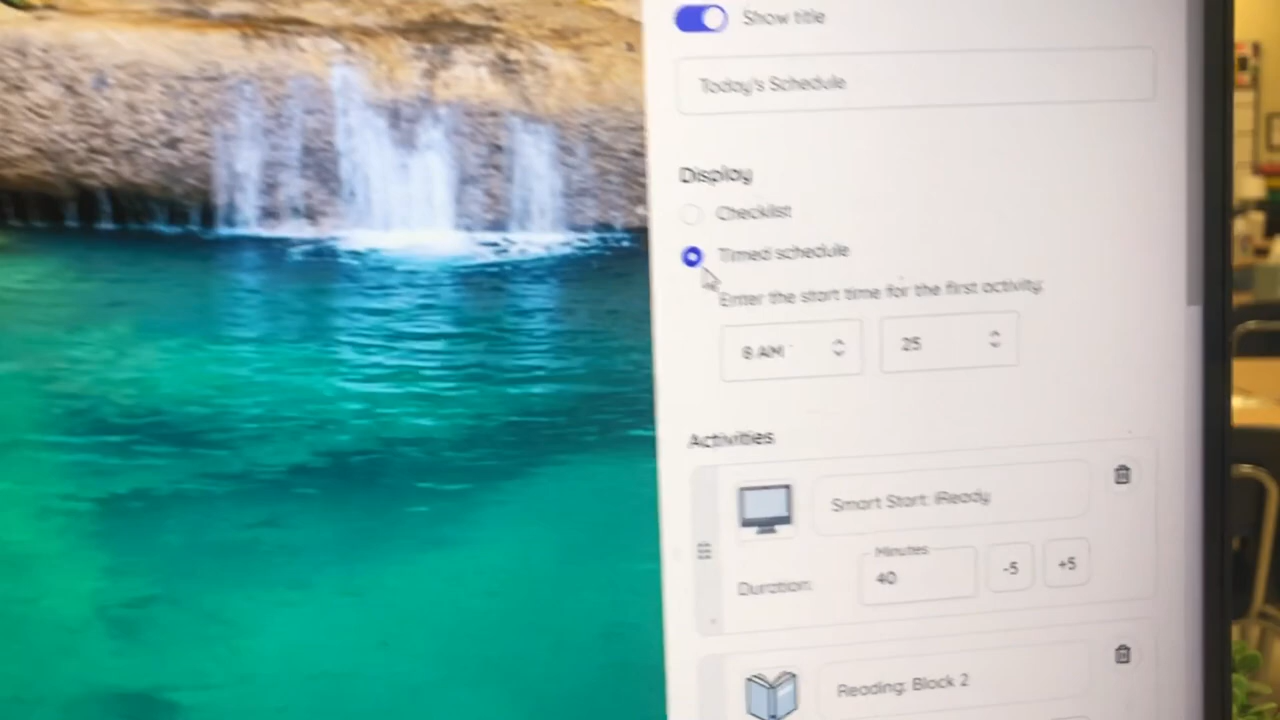 Show title
Today's Schedule
Display
Checklist
Timed schedule
Enter the start time for the first activity:
8 AM 25
Activities
Smart Start: iReady
Minutes
Duration: 40 -5 +5
Reading: Block 2